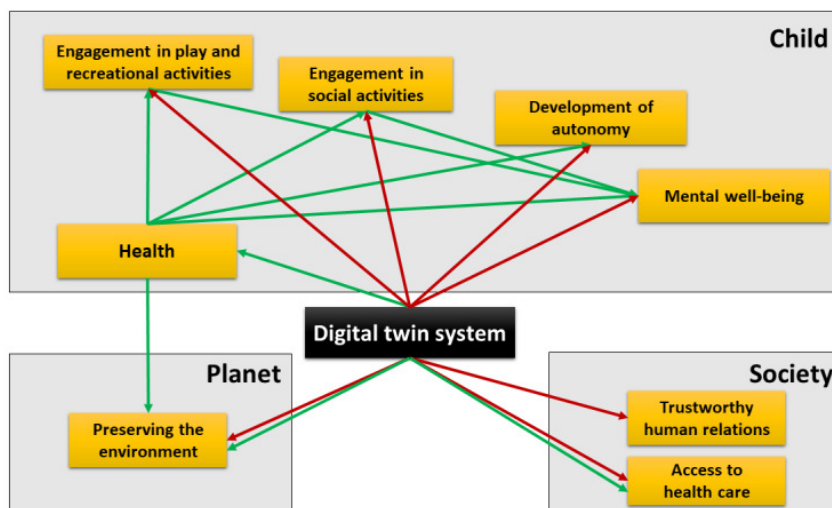 Child
Engagement in play and
recreational activities
Engagement in
social activities
Development of
autonomy
Mental well-being
Health
Digital twin system
Planet
Preserving the
environment
Society
Trustworthy
human relations
Access to
health care